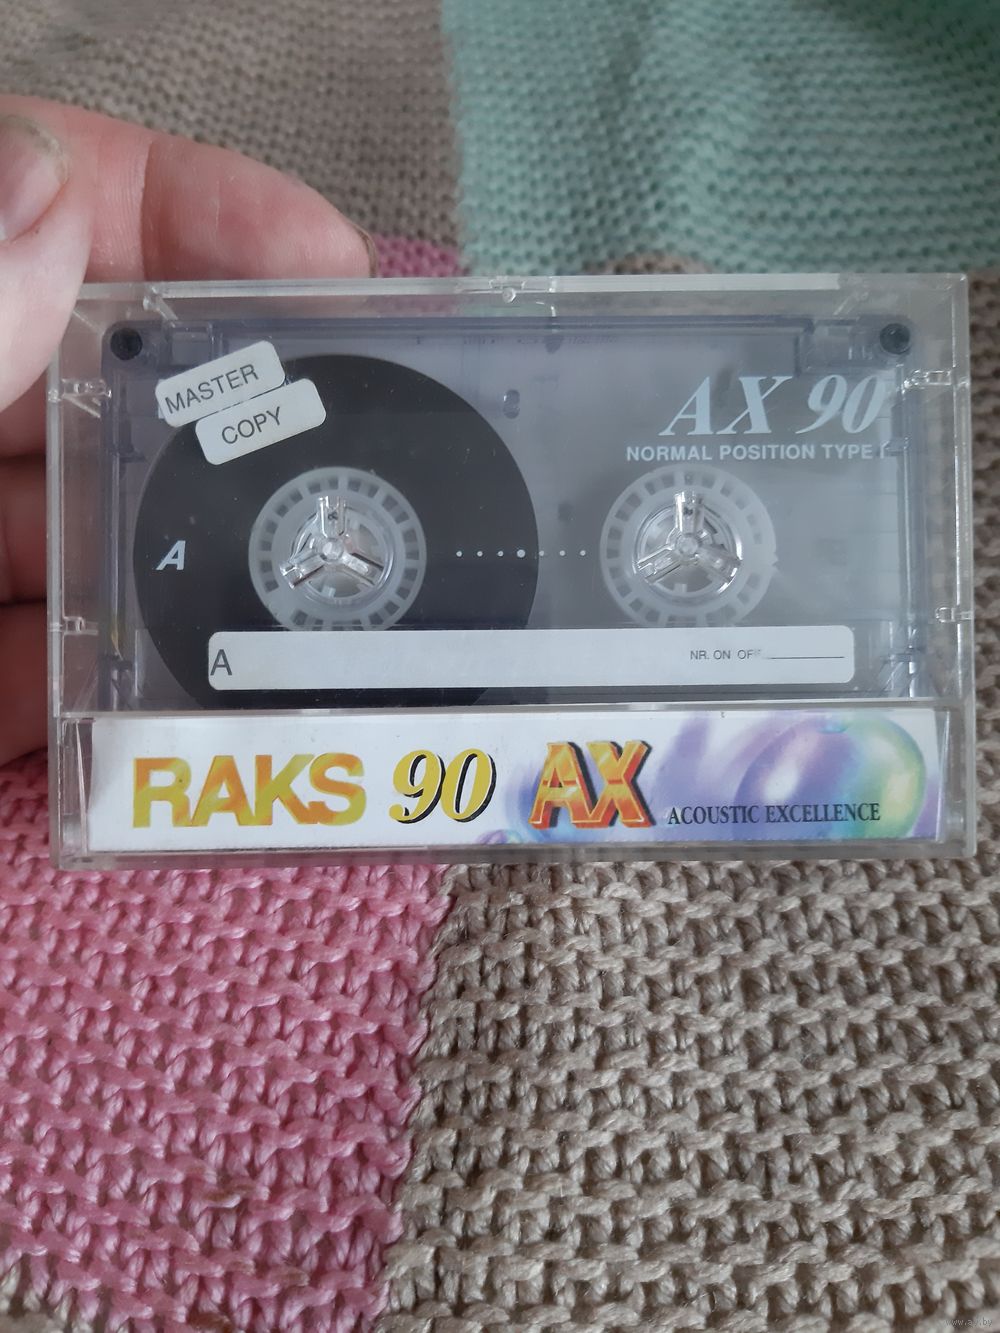 MASTER
COPY
AX 90
NORMAL POSITION TYPE I
A
A
NR. ON OFF
RAKS 90 AX ACOUSTIC EXCELLENCE